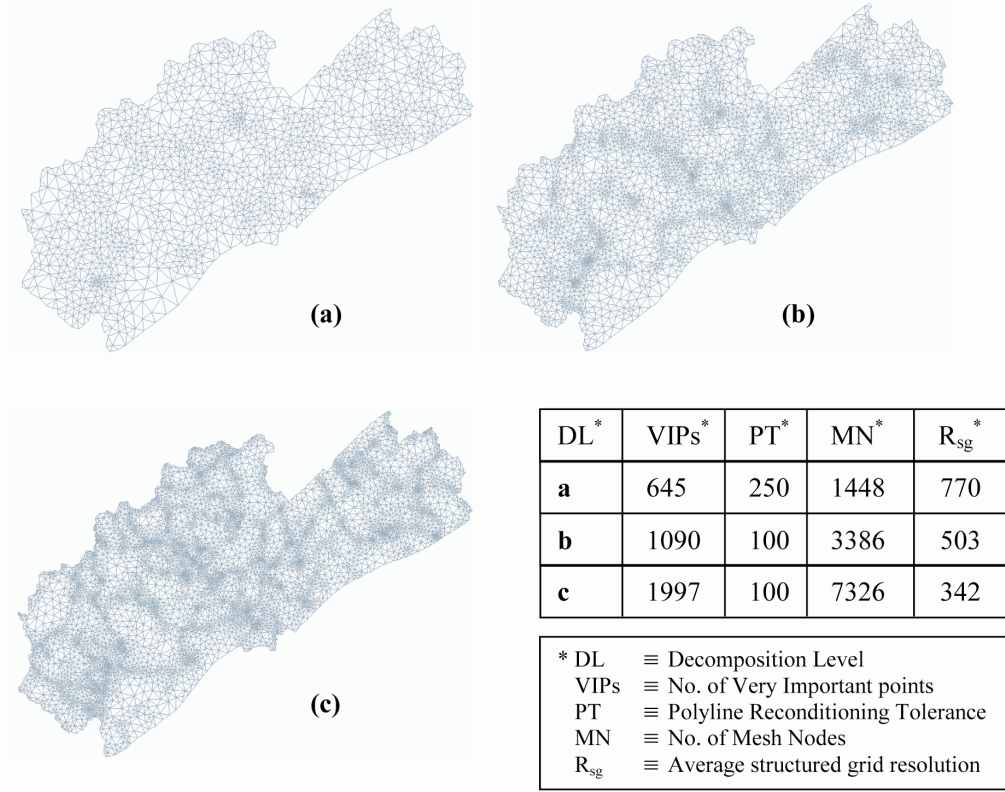 (a)
(b)
(c)
DL* VIPs* PT* MN* Rsg*
a 645 250 1448 770
b 1090 100 3386 503
c 1997 100 7326 342
* DL ≡ Decomposition Level
VIPs ≡ No. of Very Important points
PT ≡ Polyline Reconditioning Tolerance
MN ≡ No. of Mesh Nodes
Rsg ≡ Average structured grid resolution